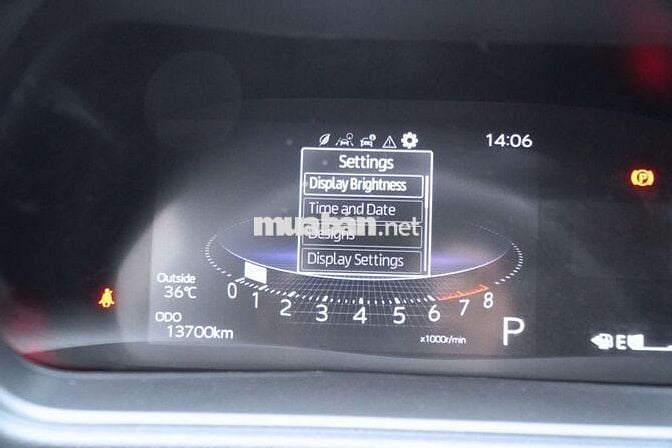 14:06
Settings
Display Brightness
Time and Date
muaban.net
Designs
Display Settings
Outside
36°C
0 1 2 3 4 5 6 7 8
ODO
13700km
x1000r/min
P
E
P